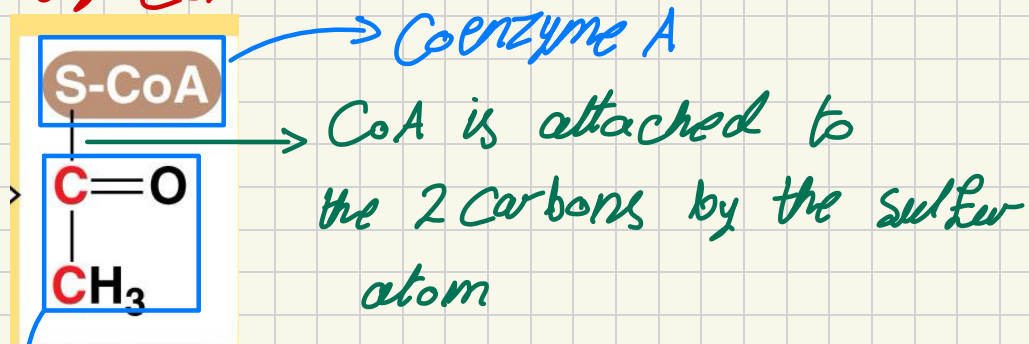 Coenzyme A
S-CoA
CoA is attached to
C=O
the 2 Carbons by the sulfur
CH₃
atom